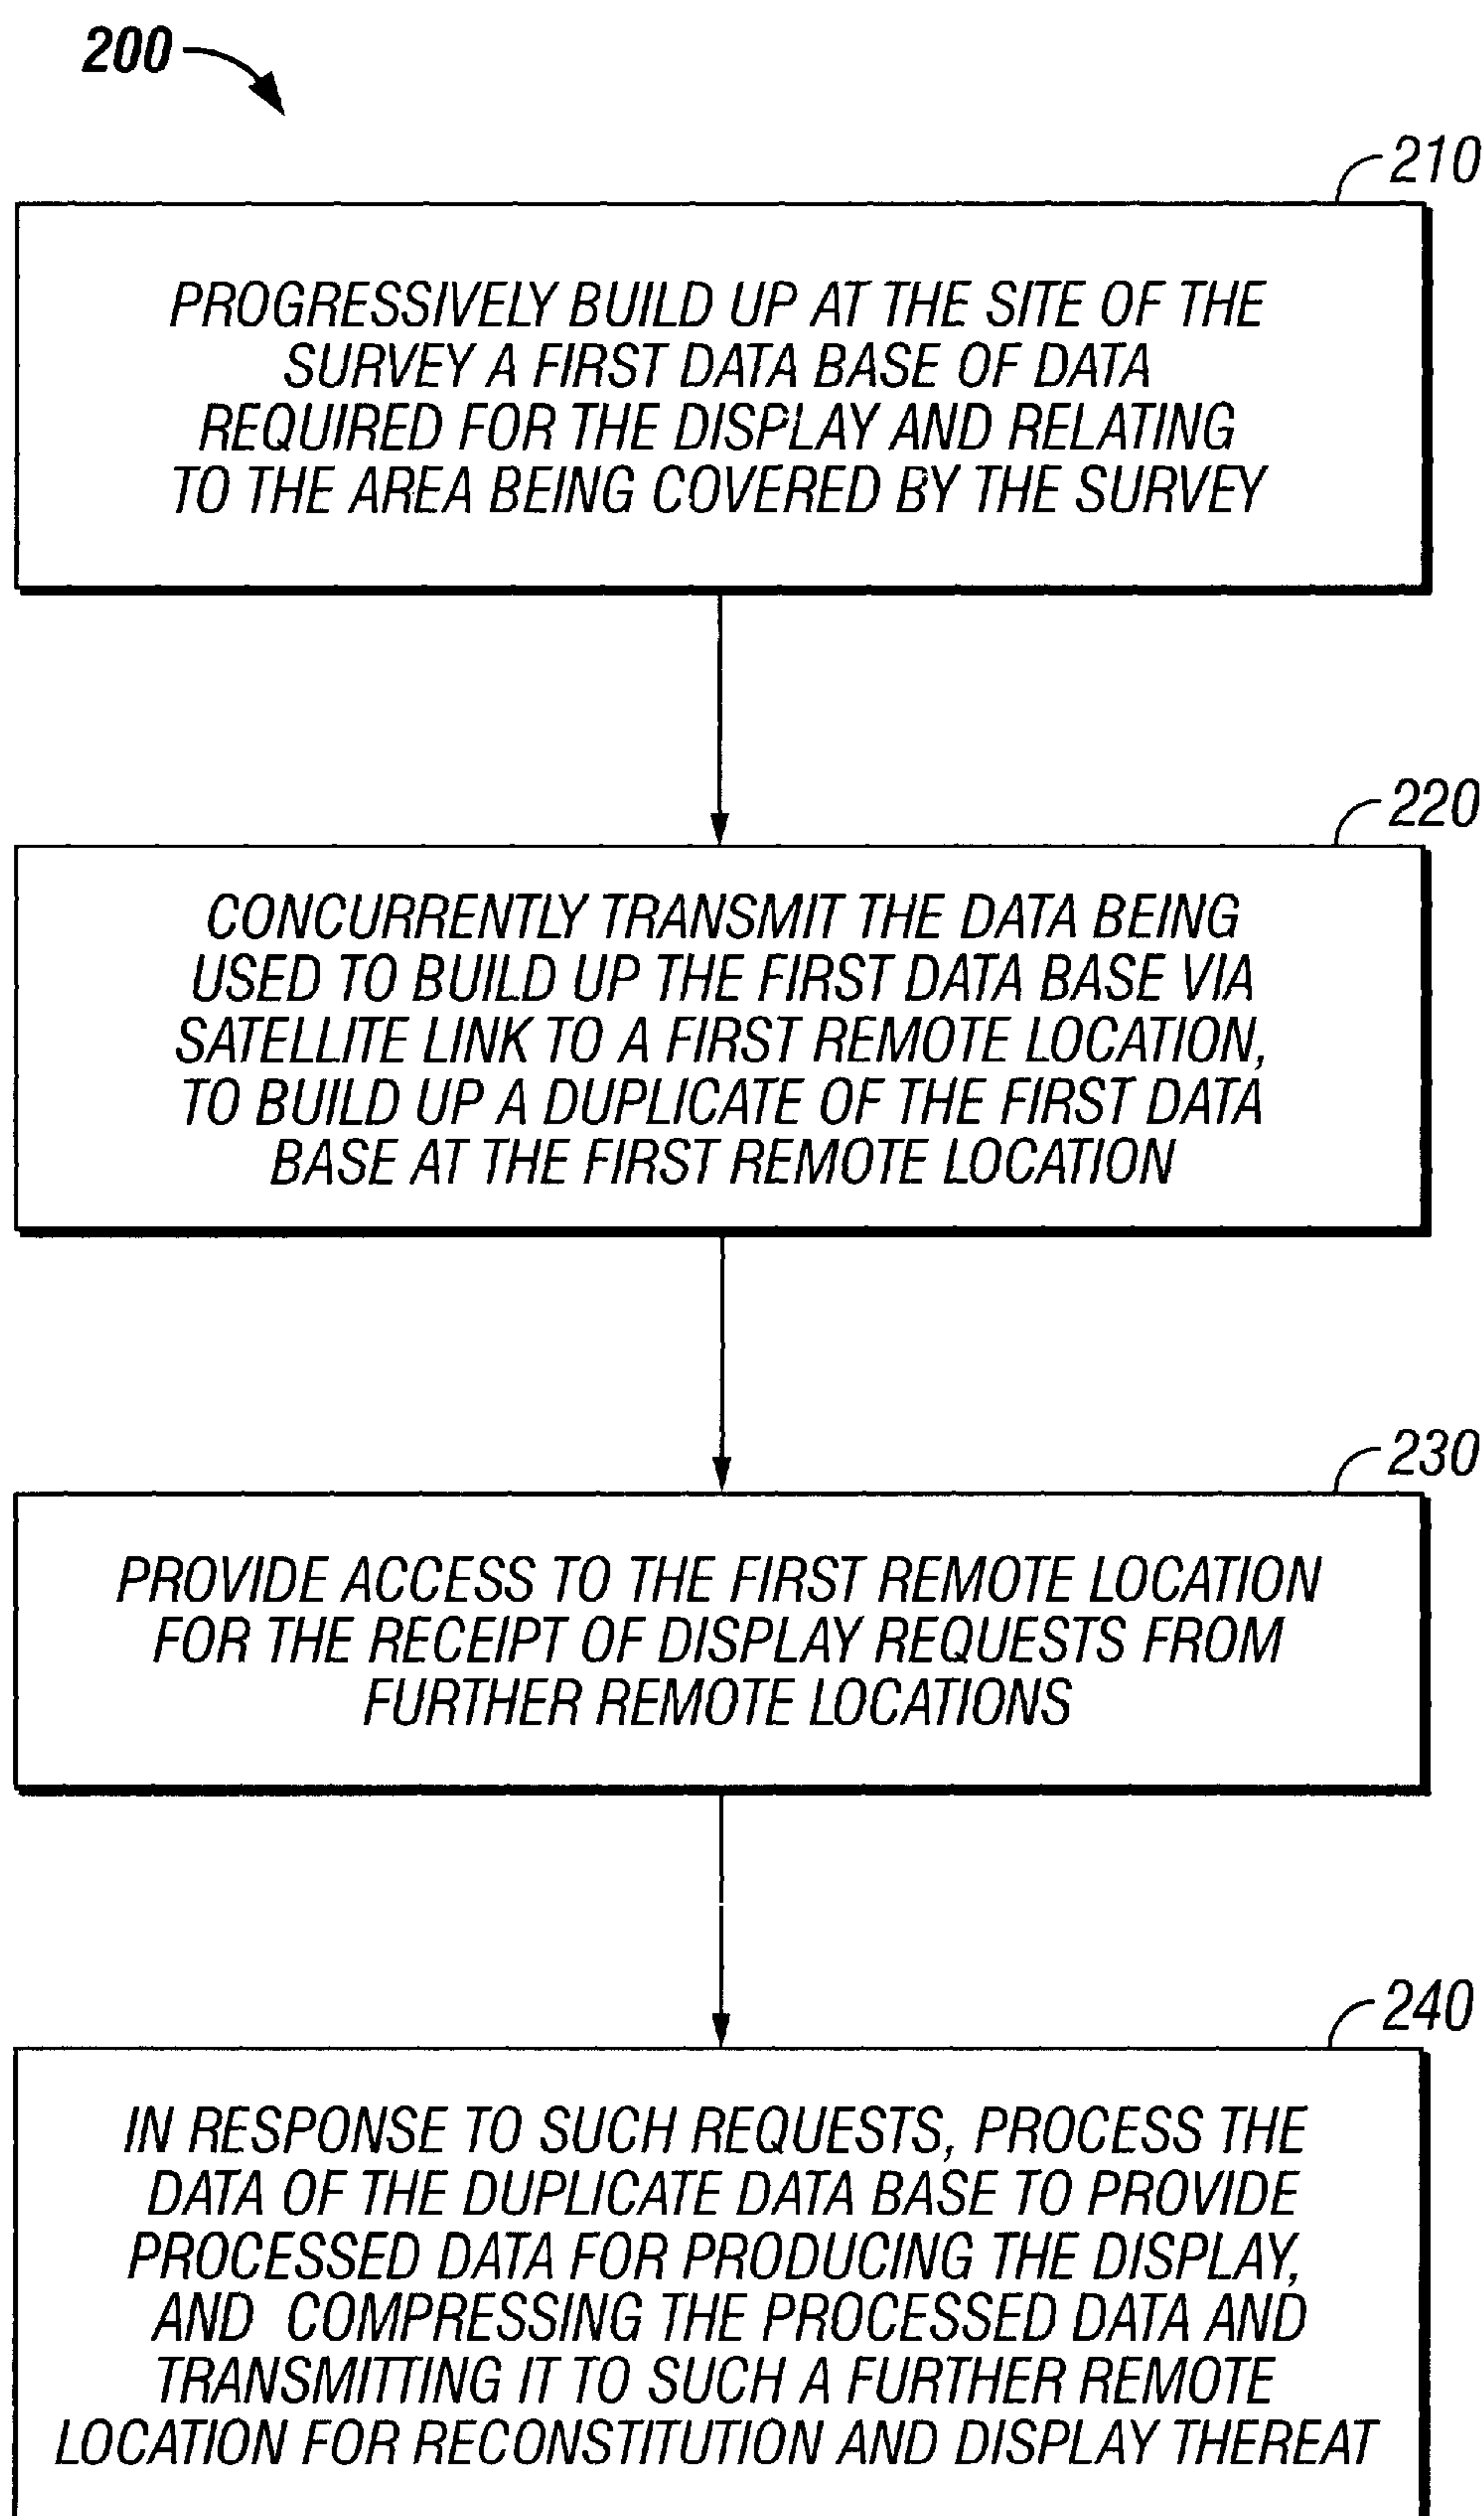 200
210
PROGRESSIVELY BUILD UP AT THE SITE OF THE
SURVEY A FIRST DATA BASE OF DATA
REQUIRED FOR THE DISPLAY AND RELATING
TO THE AREA BEING COVERED BY THE SURVEY
220
CONCURRENTLY TRANSMIT THE DATA BEING
USED TO BUILD UP THE FIRST DATA BASE VIA
SATELLITE LINK TO A FIRST REMOTE LOCATION,
TO BUILD UP A DUPLICATE OF THE FIRST DATA
BASE AT THE FIRST REMOTE LOCATION
230
PROVIDE ACCESS TO THE FIRST REMOTE LOCATION
FOR THE RECEIPT OF DISPLAY REQUESTS FROM
FURTHER REMOTE LOCATIONS
240
IN RESPONSE TO SUCH REQUESTS, PROCESS THE
DATA OF THE DUPLICATE DATA BASE TO PROVIDE
PROCESSED DATA FOR PRODUCING THE DISPLAY,
AND COMPRESSING THE PROCESSED DATA AND
TRANSMITTING IT TO SUCH A FURTHER REMOTE
LOCATION FOR RECONSTITUTION AND DISPLAY THEREAT